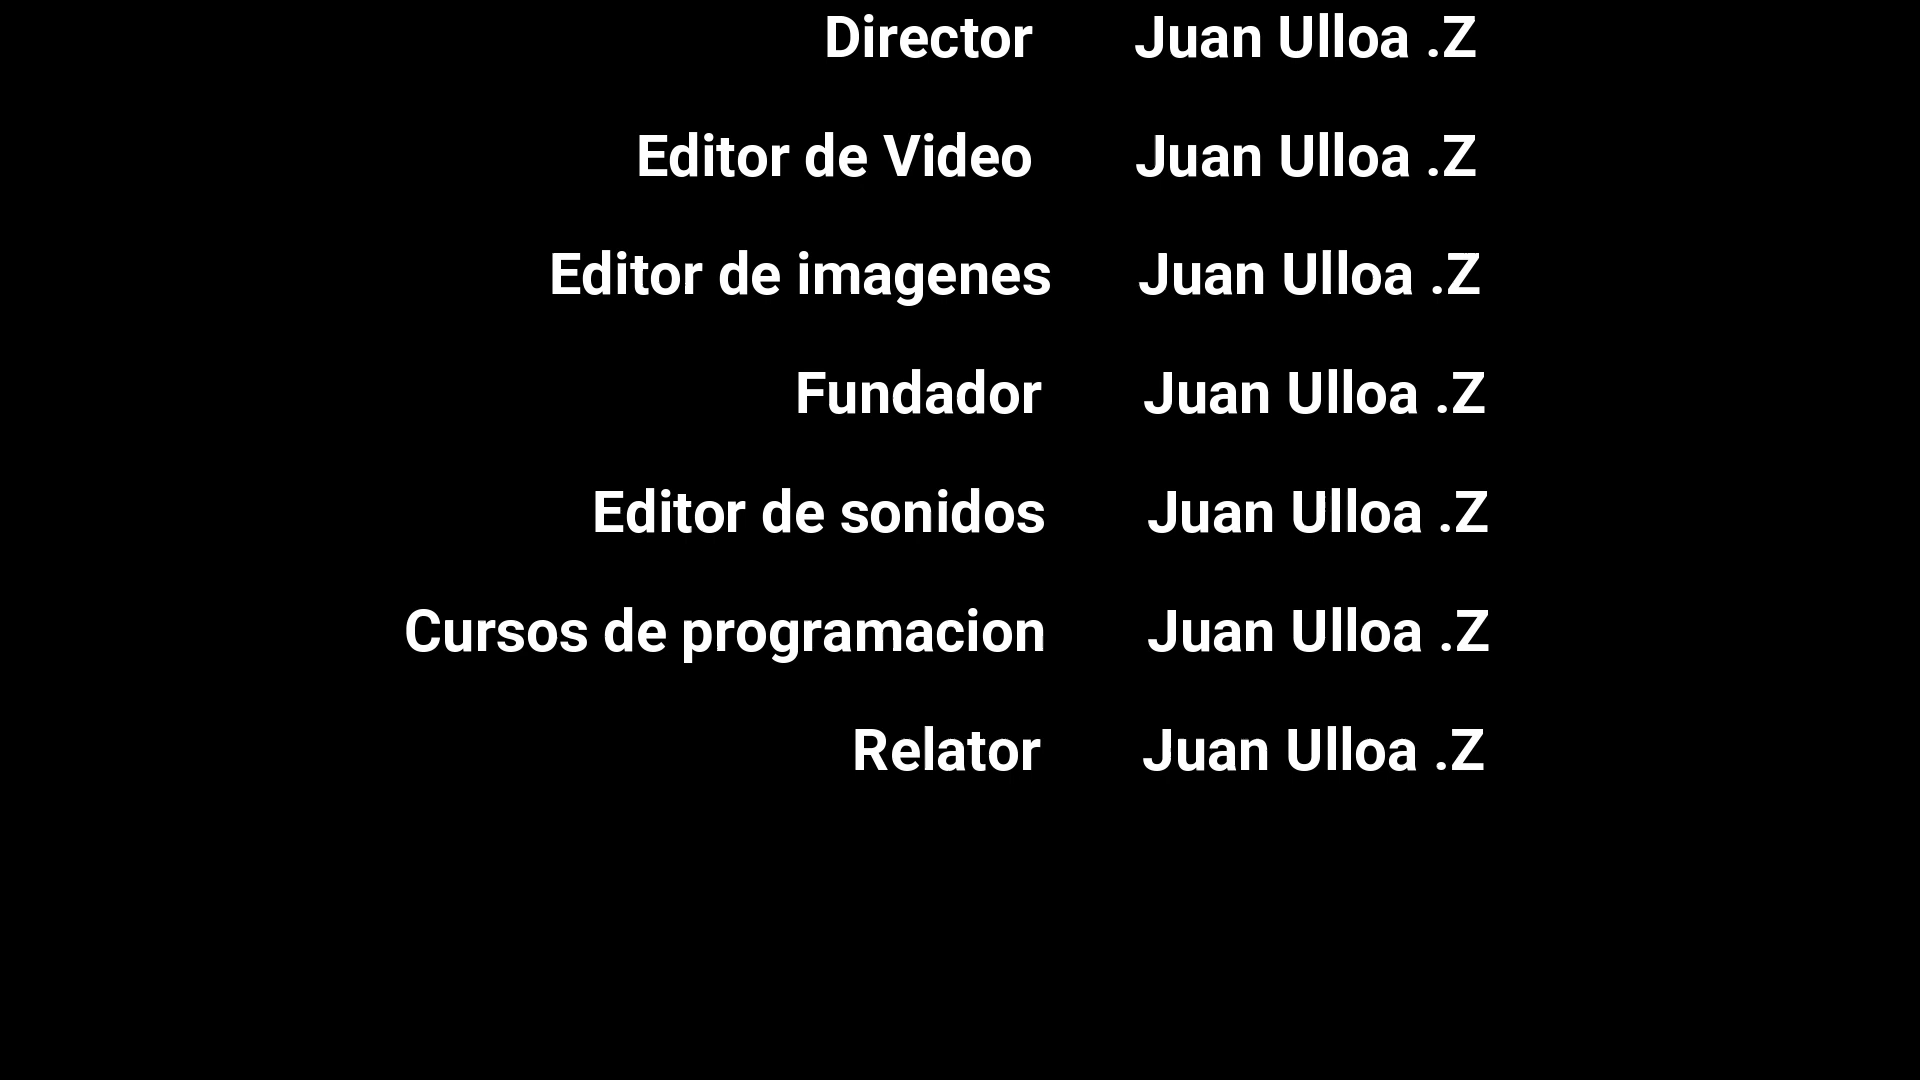 Director Juan Ulloa .Z
Editor de Video Juan Ulloa .Z
Editor de imagenes Juan Ulloa .Z
Fundador Juan Ulloa .Z
Editor de sonidos Juan Ulloa .Z
Cursos de programacion Juan Ulloa .Z
Relator Juan Ulloa .Z